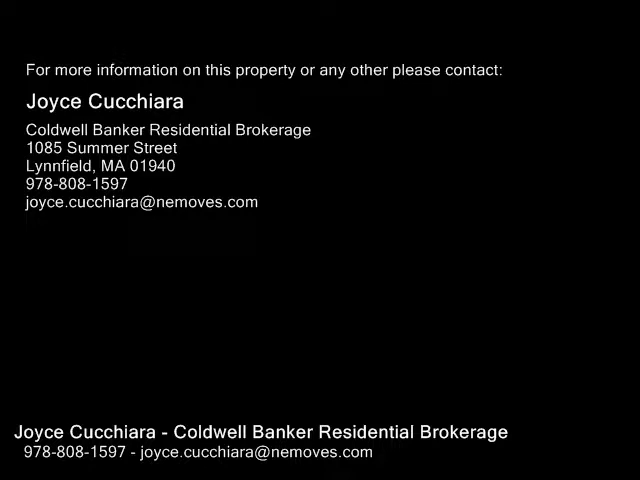 For more information on this property or any other please contact:
Joyce Cucchiara
Coldwell Banker Residential Brokerage
1085 Summer Street
Lynnfield, MA 01940
978-808-1597
joyce.cucchiara@nemoves.com
Joyce Cucchiara - Coldwell Banker Residential Brokerage
978-808-1597 - joyce.cucchiara@nemoves.com